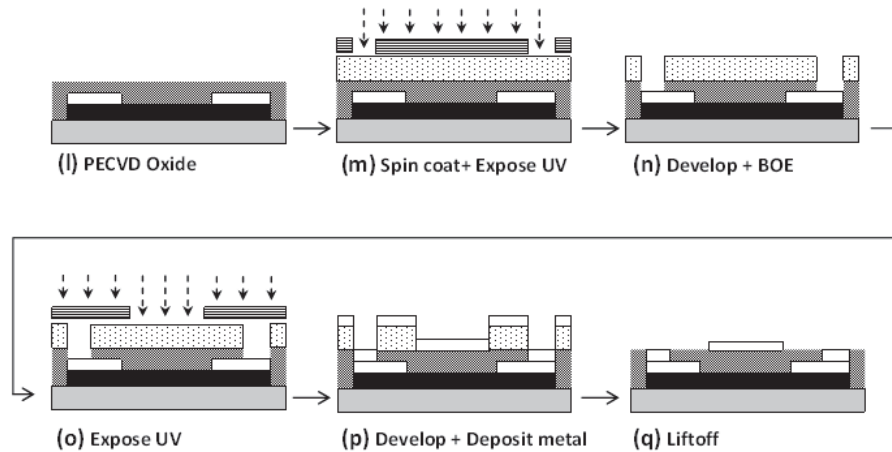 (l) PECVD Oxide
(m) Spin coat+ Expose UV
(n) Develop + BOE
(o) Expose UV
(p) Develop + Deposit metal
(q) Liftoff